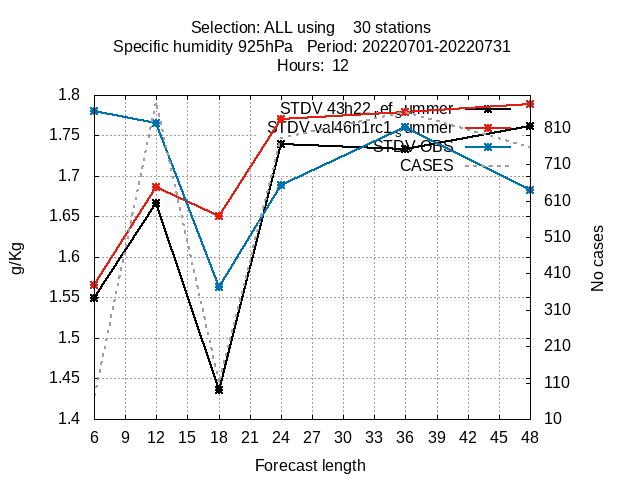 Selection: ALL using    30 stations
Specific humidity 925hPa   Period: 20220701-20220731
Hours:  12
1.8
1.75
1.7
1.65
1.6
1.55
1.5
1.45
1.4
g/Kg
STDV 43h22_ef_summer
STDV val46h1rc1_summer
STDV OBS
CASES
810
710
610
510
410
310
210
110
10
No cases
6 9 12 15 18 21 24 27 30 33 36 39 42 45 48
Forecast length